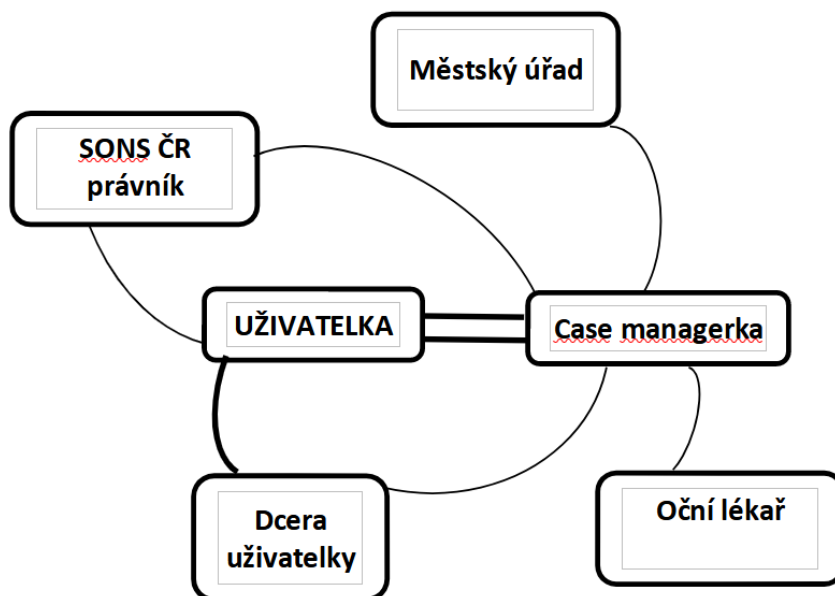 Městský úřad
SONS ČR
právník
UŽIVATELKA
Case managerka
Dcera
uživatelky
Oční lékař